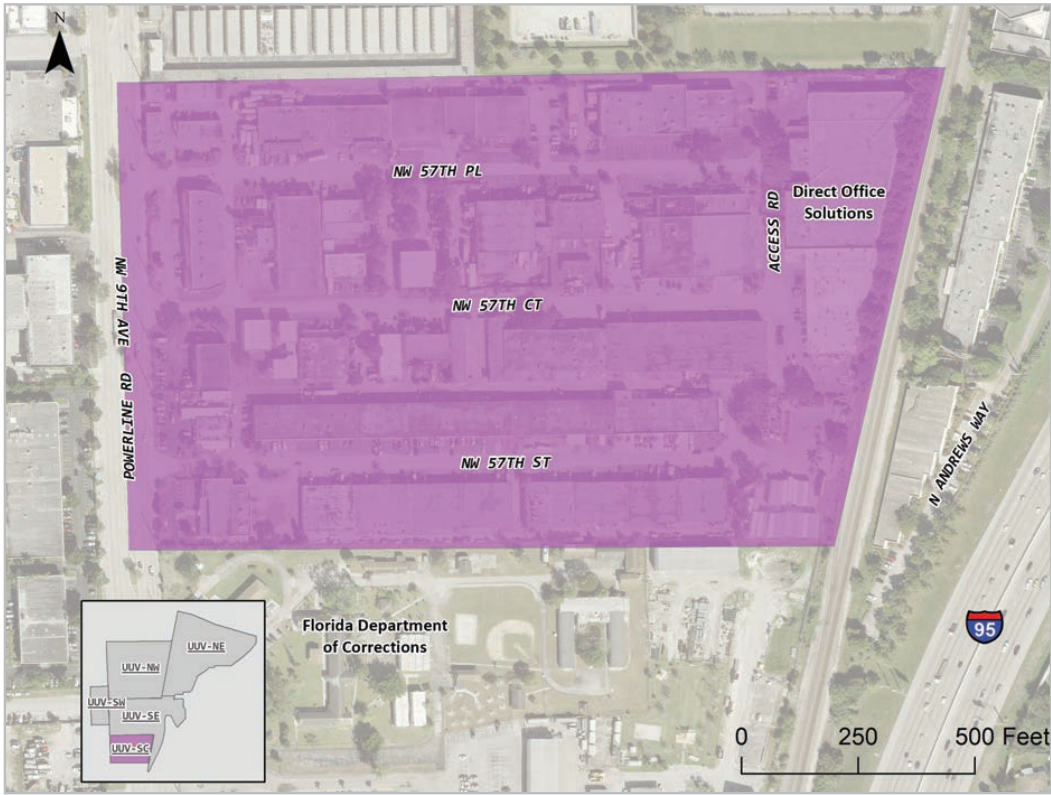 N
NW 57TH PL
Direct Office
Solutions
ACCESS RD
NW 9TH AVE
NW 57TH CT
POWERLINE RD
NW 57TH ST
N ANDREWS WAY
95
Florida Department
of Corrections
UUV-NE
UUV-NW
UUV-SW
UUV-SE
UUV-SC
0 250 500 Feet